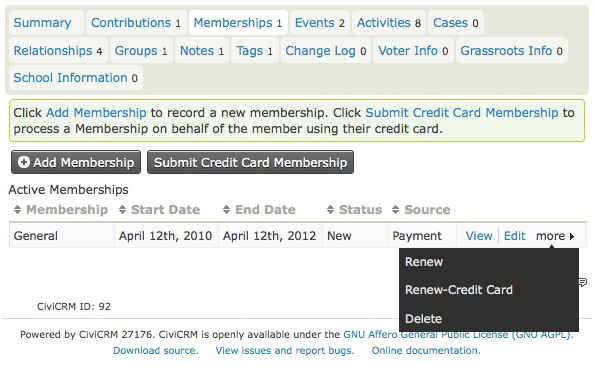 Summary Contributions 1 Memberships 1 Events 2 Activities 8 Cases 0
Relationships 4 Groups 1 Notes 1 Tags 1 Change Log 0 Voter Info 0 Grassroots Info 0
School Information 0
Click Add Membership to record a new membership. Click Submit Credit Card Membership to
process a Membership on behalf of the member using their credit card.
Add Membership Submit Credit Card Membership
Active Memberships
Membership Start Date End Date Status Source
General April 12th, 2010 April 12th, 2012 New Payment View Edit more
Renew
Renew-Credit Card
Delete
CiviCRM ID: 92
Powered by CiviCRM 27176. CiviCRM is openly available under the GNU Affero General Public License (GNU AGPL).
Download source. View issues and report bugs. Online documentation.